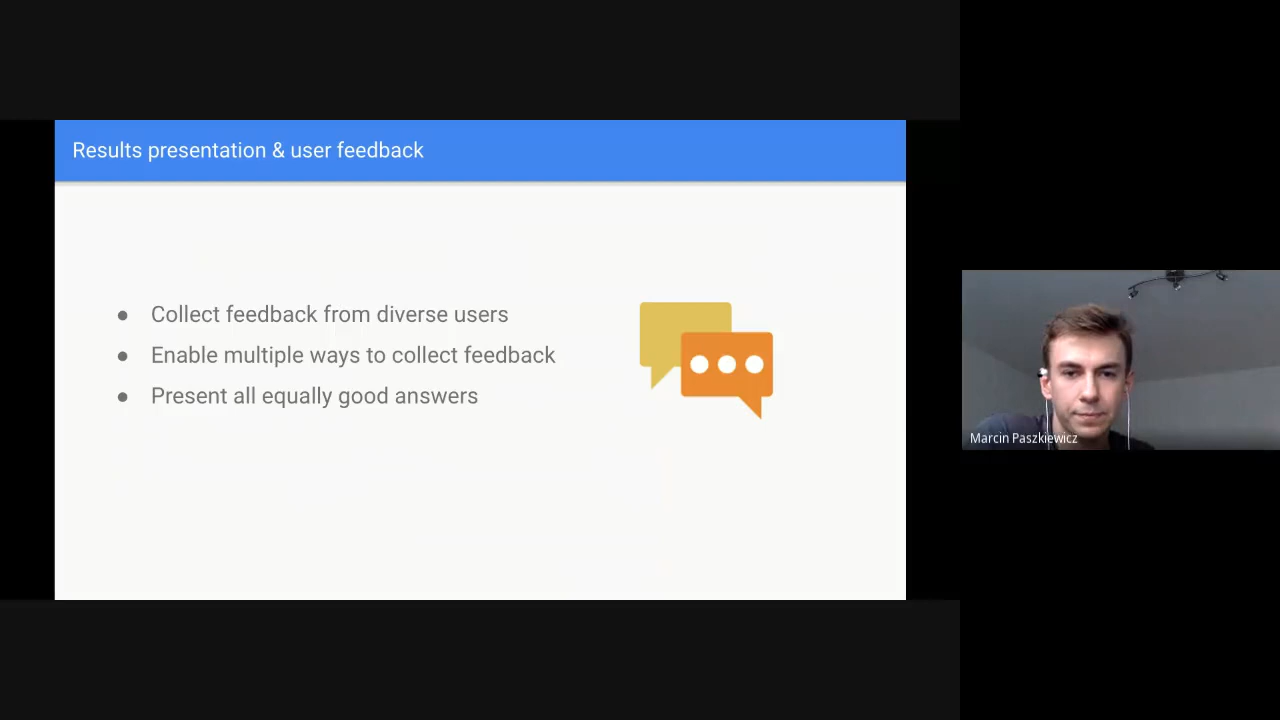 Results presentation & user feedback
● Collect feedback from diverse users
● Enable multiple ways to collect feedback
● Present all equally good answers
Marcin Paszkiewicz